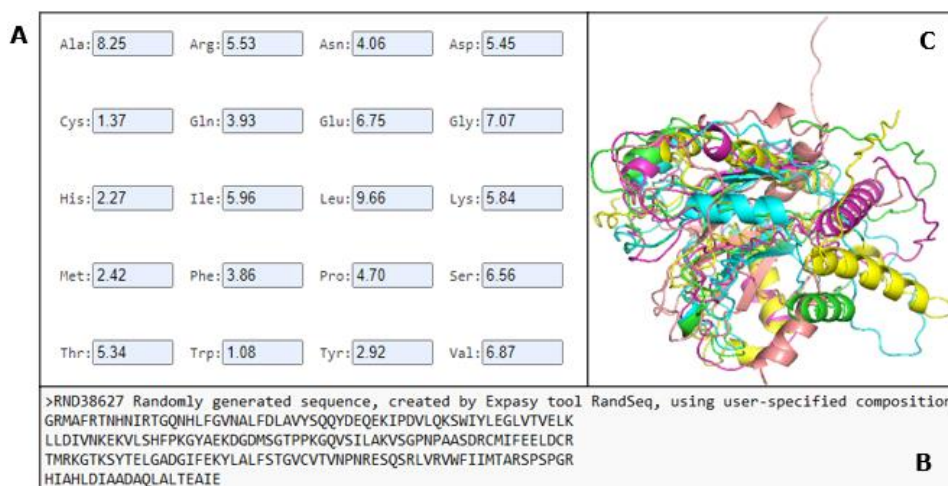 A
Ala: 8.25 Arg: 5.53 Asn: 4.06 Asp: 5.45
Cys: 1.37 Gln: 3.93 Glu: 6.75 Gly: 7.07
His: 2.27 Ile: 5.96 Leu: 9.66 Lys: 5.84
Met: 2.42 Phe: 3.86 Pro: 4.70 Ser: 6.56
Thr: 5.34 Trp: 1.08 Tyr: 2.92 Val: 6.87
C
>RND38627 Randomly generated sequence, created by Expasy tool RandSeq, using user-specified composition
GRMAFRTNHNIRTGQNHLFGVNALFDLAVYSQQYDEQEKIPDVLQKSWIYLEGLVTVELK
LLDIVNKEKVLSHFPKGYAEKDGDMSGTPPKGQVSILAKVSGPNPAASDRCMIFEELDCR
TMRKGTKSYTELGADGIFEKYLALFSTGVCVTVNPNRESQSRLVRVWFIIMTARSPSPGR
HIAHLDIAADAQLALTEAIE
B